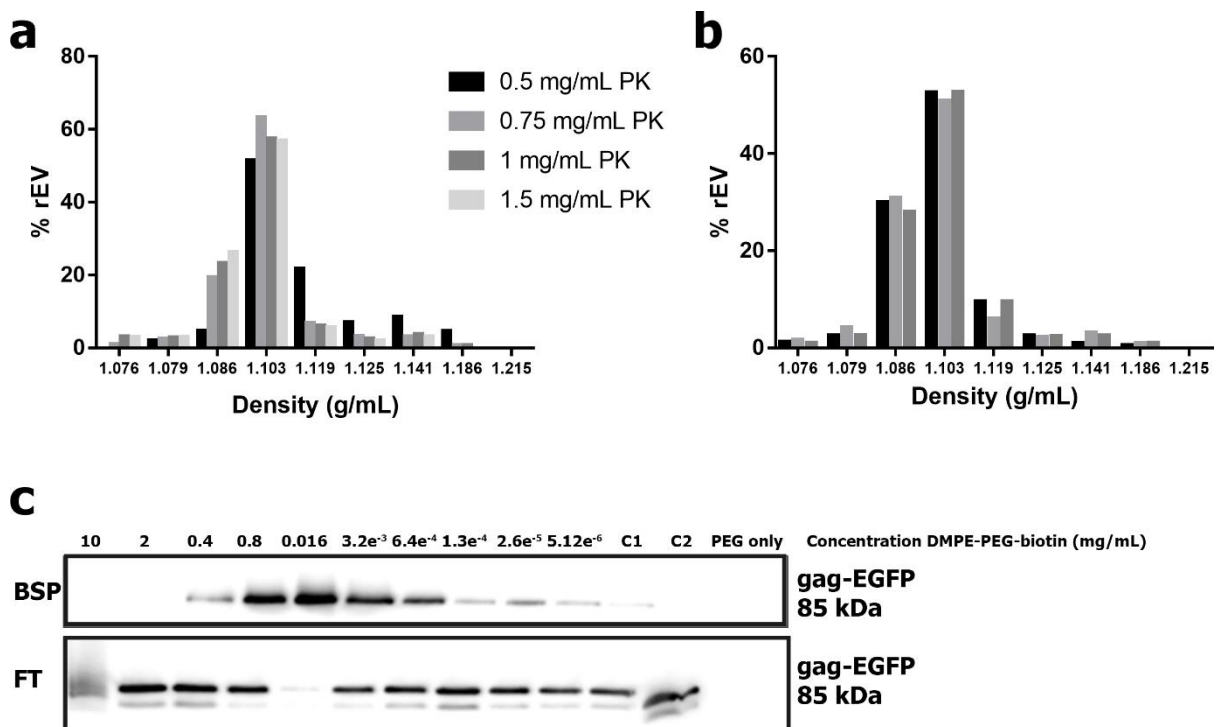 a
80
60
40
20
0
% rEV
1.076 1.079 1.086 1.103 1.119 1.125 1.141 1.186 1.215
Density (g/mL)
0.5 mg/mL PK
0.75 mg/mL PK
1 mg/mL PK
1.5 mg/mL PK
b
60
40
20
0
% rEV
1.076 1.079 1.086 1.103 1.119 1.125 1.141 1.186 1.215
Density (g/mL)
c
10 2 0.4 0.8 0.016 3.2e⁻³ 6.4e⁻⁴ 1.3e⁻⁴ 2.6e⁻⁵ 5.12e⁻⁶ C1 C2 PEG only Concentration DMPE-PEG-biotin (mg/mL)
BSP
gag-EGFP
85 kDa
FT
gag-EGFP
85 kDa